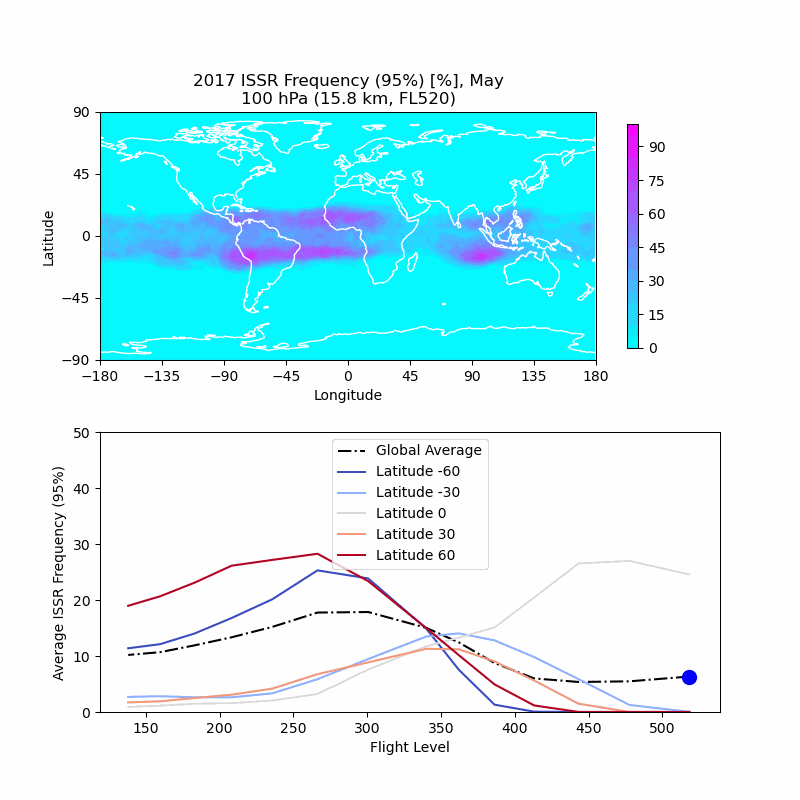 2017 ISSR Frequency (95%) [%], May
100 hPa (15.8 km, FL520)
90
45
0
−45
−90
Latitude
−180 −135 −90 −45 0 45 90 135 180
Longitude
90
75
60
45
30
15
0
50
40
30
20
10
0
Average ISSR Frequency (95%)
Global Average
Latitude -60
Latitude -30
Latitude 0
Latitude 30
Latitude 60
150 200 250 300 350 400 450 500
Flight Level